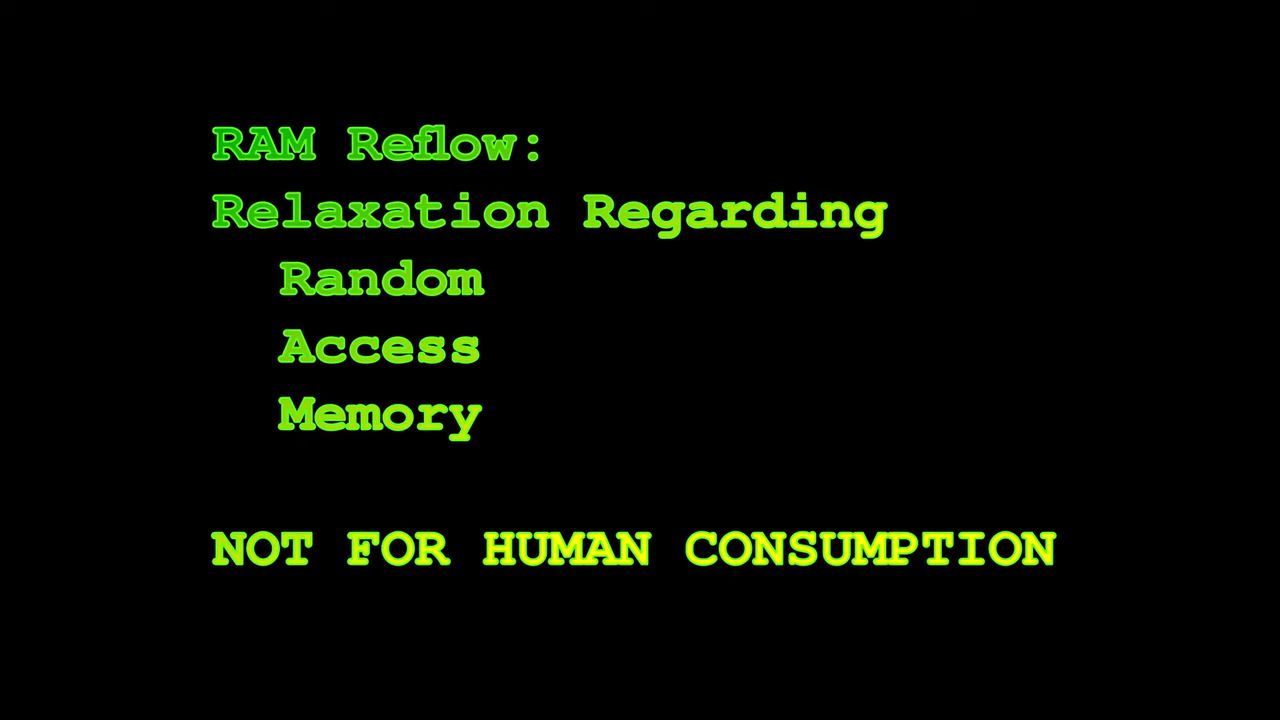 RAM Reflow:
Relaxation Regarding
Random
Access
Memory
NOT FOR HUMAN CONSUMPTION